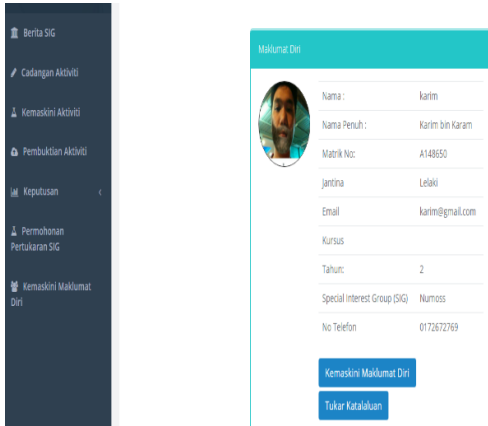 Berita SIG
Cadangan Aktiviti
Kemaskini Aktiviti
Pembuktian Aktiviti
Keputusan <
Permohonan
Pertukaran SIG
Kemaskini Maklumat
Diri
Maklumat Diri
Nama : karim
Nama Penuh : Karim bin Karam
Matrik No: A148650
Jantina Lelaki
Email karim@gmail.com
Kursus
Tahun: 2
Special Interest Group (SIG) Numoss
No Telefon 0172672769
Kemaskini Maklumat Diri
Tukar Katalaluan